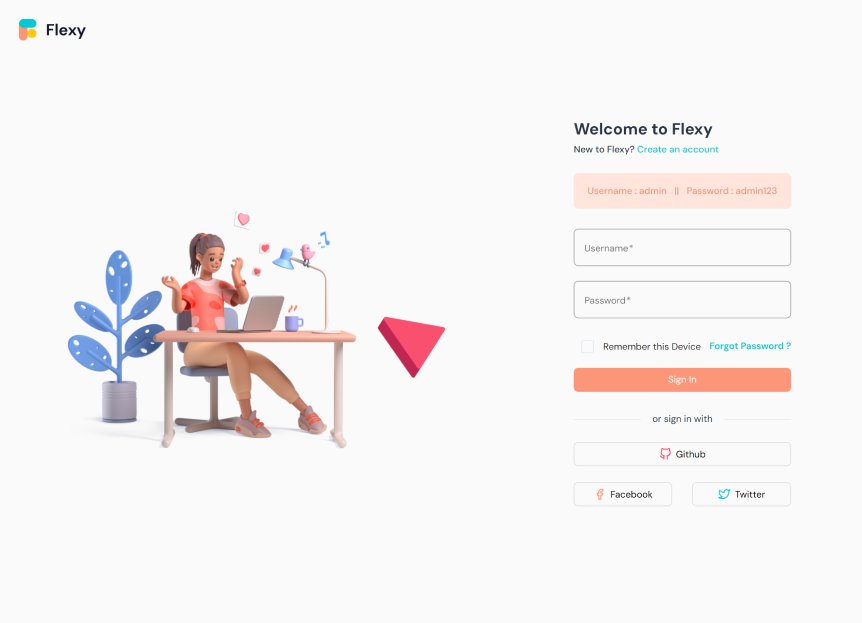 Flexy
Welcome to Flexy
New to Flexy? Create an account
Username : admin || Password : admin123
Username*
Password*
Remember this Device Forgot Password ?
Sign In
or sign in with
Github
Facebook Twitter